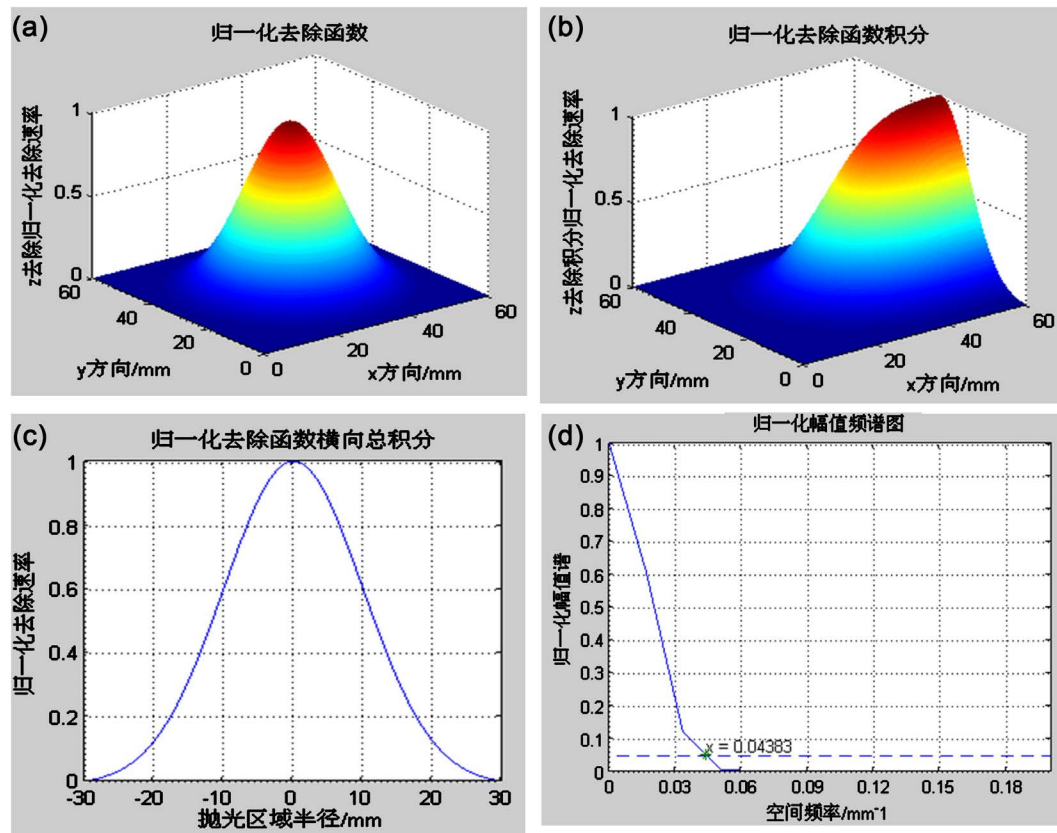 (a)
归一化去除函数
z去除归一化去除速率
1
0.5
0
60
40
20
0
y方向/mm
0
20
40
60
x方向/mm
(b)
归一化去除函数积分
z去除积分归一化去除速率
1
0.5
0
60
40
20
0
y方向/mm
0
20
40
60
x方向/mm
(c)
归一化去除函数横向总积分
归一化去除速率
1
0.8
0.6
0.4
0.2
0
-30
-20
-10
0
10
20
30
抛光区域半径/mm
(d)
归一化幅值频谱图
归一化幅值谱
1
0.9
0.8
0.7
0.6
0.5
0.4
0.3
0.2
0.1
0
x = 0.04383
0
0.03
0.06
0.09
0.12
0.15
0.18
空间频率/mm⁻¹